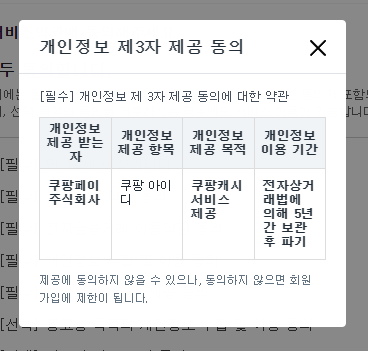 개인정보 제3자 제공 동의
[필수] 개인정보 제 3자 제공 동의에 대한 약관
개인정보
제공 받는
자
개인정보
제공 항목
개인정보
제공 목적
개인정보
이용 기간
쿠팡페이
주식회사
쿠팡 아이
디
쿠팡캐시
서비스
제공
전자상거
래법에
의해 5년
간 보관
후 파기
제공에 동의하지 않을 수 있으나, 동의하지 않으면 회원
가입에 제한이 됩니다.